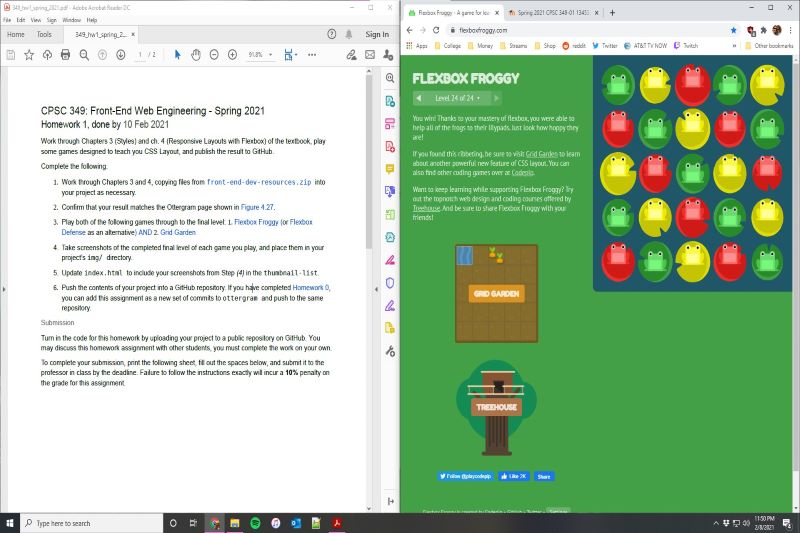 349_hw1_spring_2021.pdf - Adobe Acrobat Reader DC
File Edit View Sign Window Help
Home Tools 349_hw1_spring_2... × Sign In
1 / 2 91.8%
CPSC 349: Front-End Web Engineering - Spring 2021
Homework 1, done by 10 Feb 2021
Work through Chapters 3 (Styles) and ch. 4 (Responsive Layouts with Flexbox) of the textbook, play
some games designed to teach you CSS Layout, and publish the result to GitHub.
Complete the following.
1. Work through Chapters 3 and 4, copying files from front-end-dev-resources.zip into
your project as necessary.
2. Confirm that your result matches the Ottergram page shown in Figure 4.27.
3. Play both of the following games through to the final level: 1. Flexbox Froggy (or Flexbox
Defense as an alternative) AND 2. Grid Garden
4. Take screenshots of the completed final level of each game you play, and place them in your
project's img/ directory.
5. Update index.html to include your screenshots from Step (4) in the thumbnail-list.
6. Push the contents of your project into a GitHub repository. If you have completed Homework 0,
you can add this assignment as a new set of commits to ottergram and push to the same
repository.
Submission
Turn in the code for this homework by uploading your project to a public repository on GitHub. You
may discuss this homework assignment with other students, you must complete the work on your own.
To complete your submission, print the following sheet, fill out the spaces below, and submit it to the
professor in class by the deadline. Failure to follow the instructions exactly will incur a 10% penalty on
the grade for this assignment.
Flexbox Froggy - A game for lea × Spring 2021 CPSC 349-01 13453 ×
flexboxfroggy.com
Apps College Money Streams Shop reddit Twitter AT&T TV NOW Twitch » Other bookmarks
FLEXBOX FROGGY
Level 24 of 24
You win! Thanks to your mastery of flexbox, you were able to
help all of the frogs to their lilypads. Just look how hoppy they
are!
If you found this ribbeting, be sure to visit Grid Garden to learn
about another powerful new feature of CSS layout. You can
also find other coding games over at Codepip.
Want to keep learning while supporting Flexbox Froggy? Try
out the topnotch web design and coding courses offered by
Treehouse. And be sure to share Flexbox Froggy with your
friends!
GRID GARDEN
TREEHOUSE
Follow @playcodepip Like 2K Share
Flexbox Froggy is created by Codepip • GitHub • Twitter • Settings
Type here to search
11:50 PM
2/8/2021